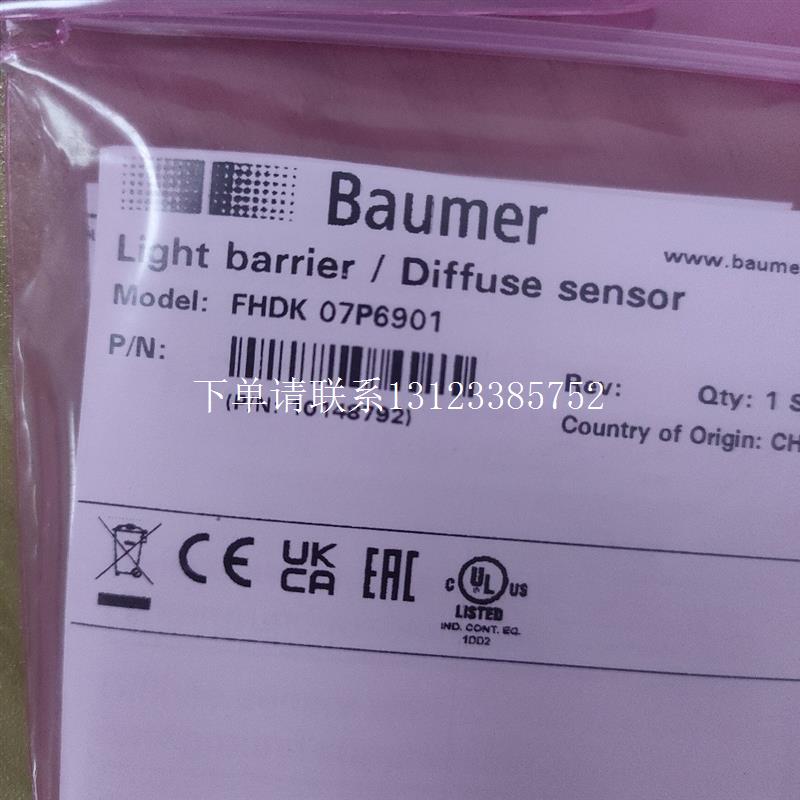 Baumer
Light barrier / Diffuse sensor
www.baume
Model: FHDK 07P6901
P/N:
下单请联系13123385752
Rev:
Qty: 1 S
(P/N: 10148792)
Country of Origin: CH
CE
UK
CA
EAC
C UL US
LISTED
IND. CONT. EQ.
1DD2